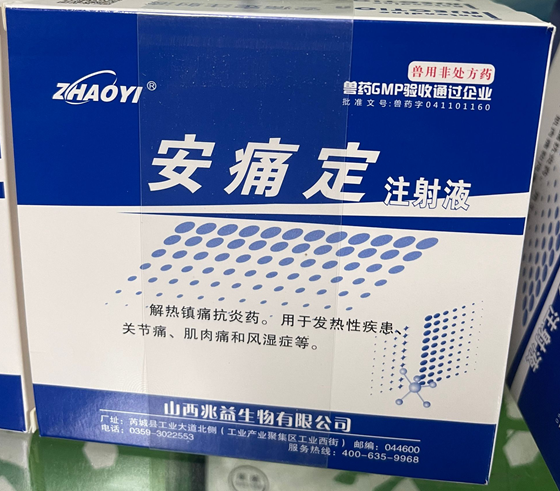 兽用非处方药
ZHAOYI®
兽药GMP验收通过企业
批准文号:兽药字041101160
安痛定
注射液
解热镇痛抗炎药。用于发热性疾患、
关节痛、肌肉痛和风湿症等。
山西兆益生物有限公司
厂址:芮城县工业大道北侧(工业产业聚集区工业西街) 邮编:044600
电话:0359-3022553
服务热线:400-635-9968